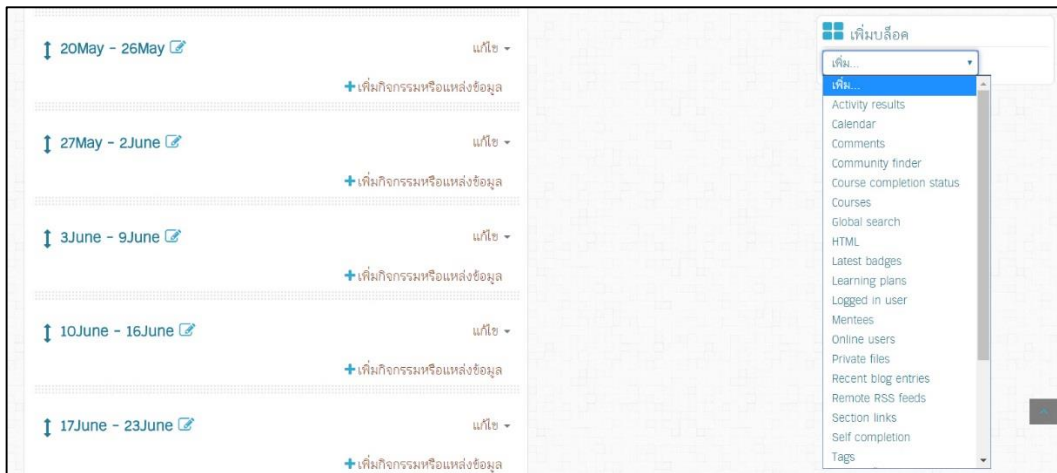 20May - 26May
แก้ไข
เพิ่มกิจกรรมหรือแหล่งข้อมูล
27May - 2June
แก้ไข
เพิ่มกิจกรรมหรือแหล่งข้อมูล
3June - 9June
แก้ไข
เพิ่มกิจกรรมหรือแหล่งข้อมูล
10June - 16June
แก้ไข
เพิ่มกิจกรรมหรือแหล่งข้อมูล
17June - 23June
แก้ไข
เพิ่มกิจกรรมหรือแหล่งข้อมูล
เพิ่มบล็อค
เพิ่ม...
เพิ่ม...
Activity results
Calendar
Comments
Community finder
Course completion status
Courses
Global search
HTML
Latest badges
Learning plans
Logged in user
Mentees
Online users
Private files
Recent blog entries
Remote RSS feeds
Section links
Self completion
Tags